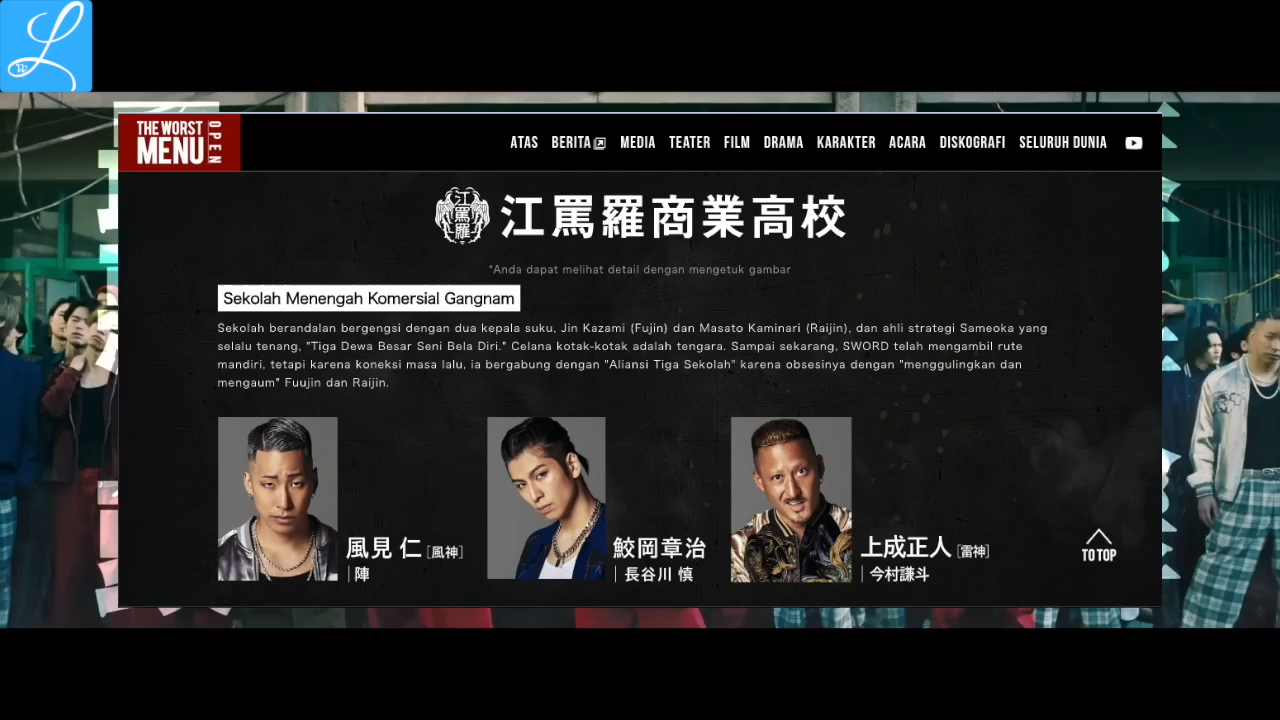 THE WORST
MENU
OPEN
ATAS BERITA MEDIA TEATER FILM DRAMA KARAKTER ACARA DISKOGRAFI SELURUH DUNIA
江罵羅
江罵羅商業高校
*Anda dapat melihat detail dengan mengetuk gambar
Sekolah Menengah Komersial Gangnam
Sekolah berandalan bergengsi dengan dua kepala suku, Jin Kazami (Fujin) dan Masato Kaminari (Raijin), dan ahli strategi Sameoka yang
selalu tenang, "Tiga Dewa Besar Seni Bela Diri." Celana kotak-kotak adalah tengara. Sampai sekarang, SWORD telah mengambil rute
mandiri, tetapi karena koneksi masa lalu, ia bergabung dengan "Aliansi Tiga Sekolah" karena obsesinya dengan "menggulingkan dan
mengaum" Fuujin dan Raijin.
風見 仁 [風神]
| 陣
鮫岡章治
| 長谷川 慎
上成正人 [雷神]
| 今村謙斗
TO TOP